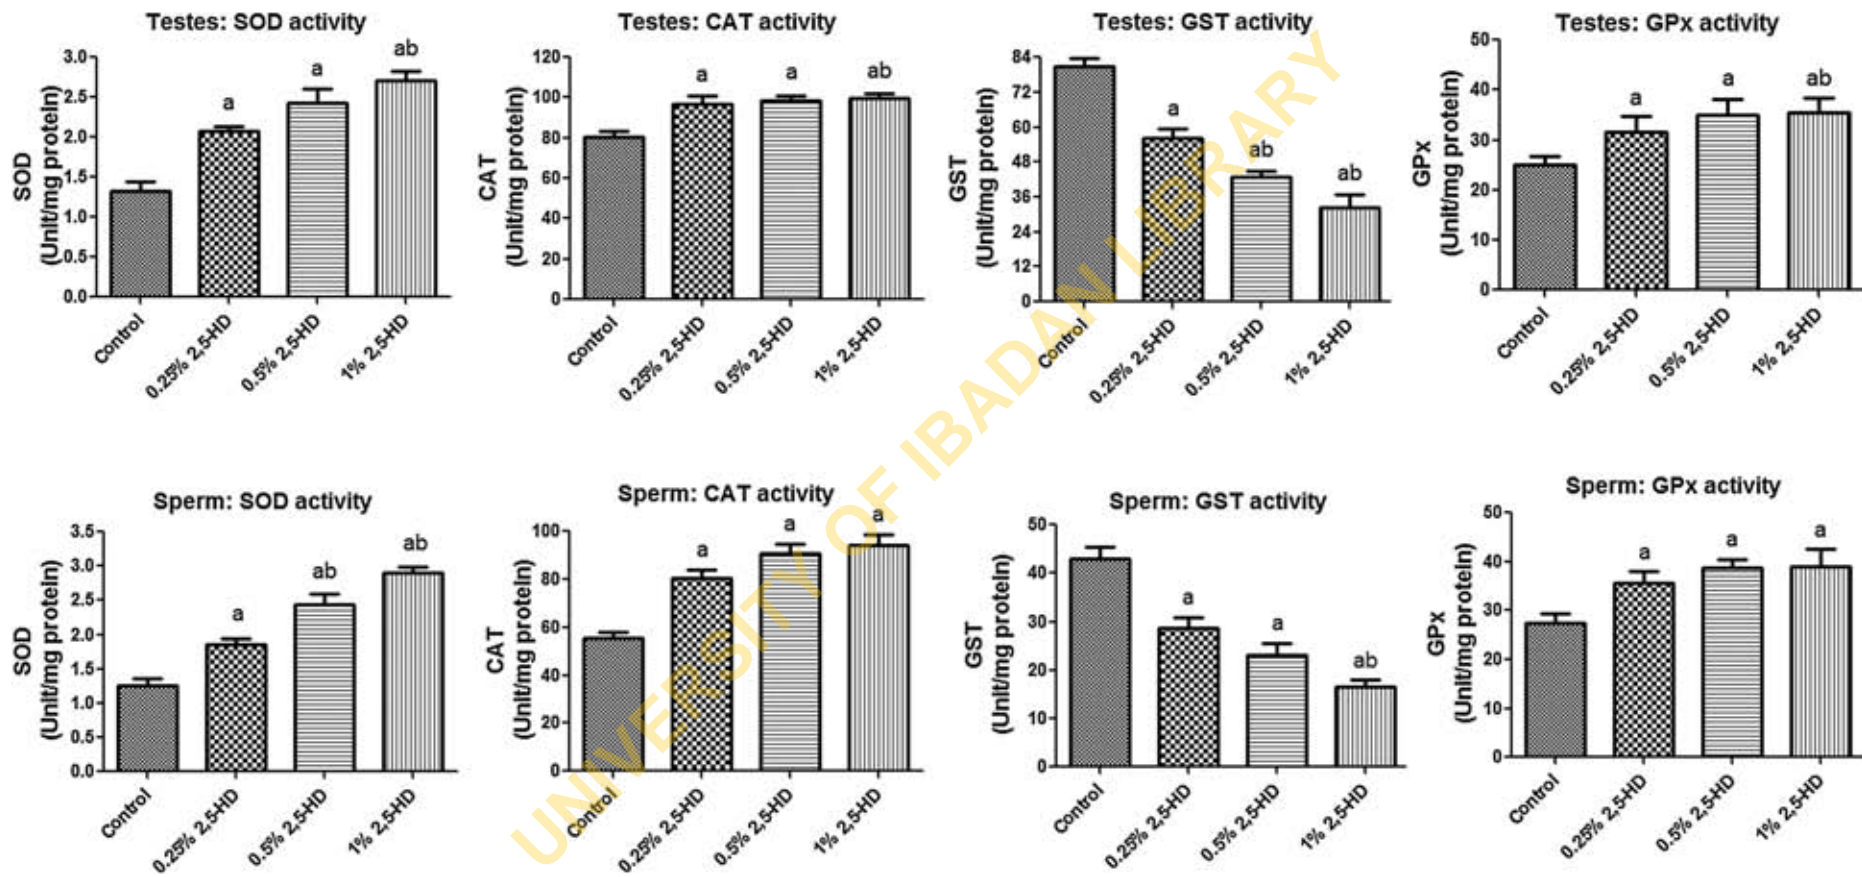 Testes: SOD activity
SOD
(Unit/mg protein)
3.0
2.5
2.0
1.5
1.0
0.5
0.0
a
a
ab
Control
0.25% 2,5-HD
0.5% 2,5-HD
1% 2,5-HD
Testes: CAT activity
CAT
(Unit/mg protein)
120
100
80
60
40
20
0
a
a
ab
Control
0.25% 2,5-HD
0.5% 2,5-HD
1% 2,5-HD
Testes: GST activity
GST
(Unit/mg protein)
84
72
60
48
36
24
12
0
a
ab
ab
Control
0.25% 2,5-HD
0.5% 2,5-HD
1% 2,5-HD
Testes: GPx activity
GPx
(Unit/mg protein)
50
40
30
20
10
0
a
a
ab
Control
0.25% 2,5-HD
0.5% 2,5-HD
1% 2,5-HD
Sperm: SOD activity
SOD
(Unit/mg protein)
3.5
3.0
2.5
2.0
1.5
1.0
0.5
0.0
a
ab
ab
Control
0.25% 2,5-HD
0.5% 2,5-HD
1% 2,5-HD
Sperm: CAT activity
CAT
(Unit/mg protein)
100
80
60
40
20
0
a
a
a
Control
0.25% 2,5-HD
0.5% 2,5-HD
1% 2,5-HD
Sperm: GST activity
GST
(Unit/mg protein)
50
40
30
20
10
0
a
a
ab
Control
0.25% 2,5-HD
0.5% 2,5-HD
1% 2,5-HD
Sperm: GPx activity
GPx
(Unit/mg protein)
50
40
30
20
10
0
a
a
a
Control
0.25% 2,5-HD
0.5% 2,5-HD
1% 2,5-HD
UNIVERSITY OF IBADAN LIBRARY